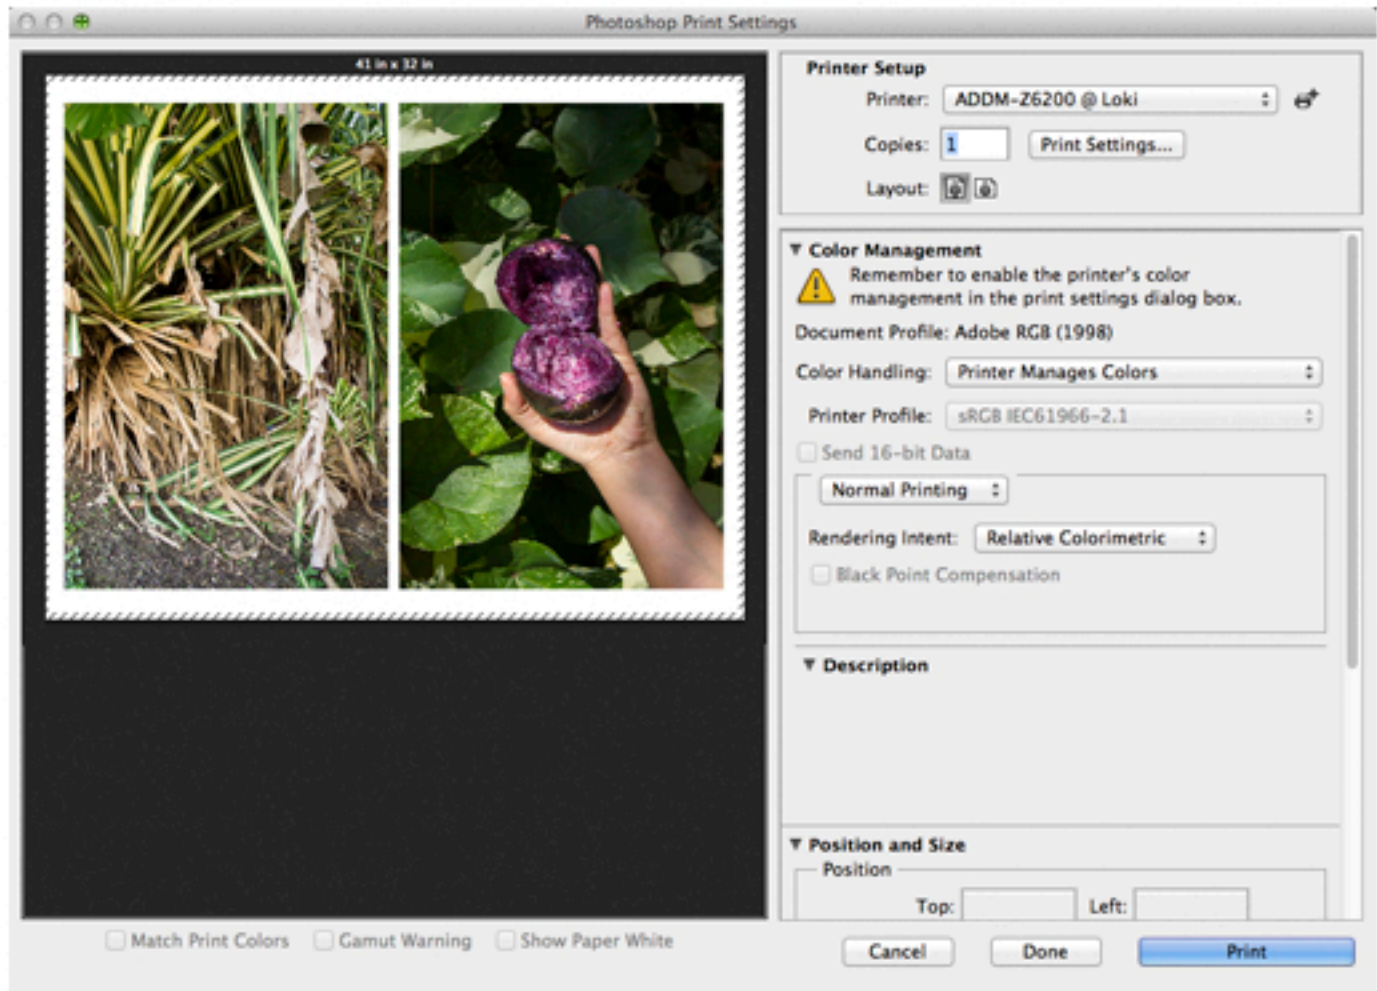 Photoshop Print Settings
41 in x 32 in
Printer Setup
Printer: ADDM-Z6200 @ Loki
Copies: 1 Print Settings...
Layout:
Color Management
Remember to enable the printer's color
management in the print settings dialog box.
Document Profile: Adobe RGB (1998)
Color Handling: Printer Manages Colors
Printer Profile: sRGB IEC61966-2.1
Send 16-bit Data
Normal Printing
Rendering Intent: Relative Colorimetric
Black Point Compensation
Description
Position and Size
Position
Top: Left:
Match Print Colors Gamut Warning Show Paper White
Cancel Done Print